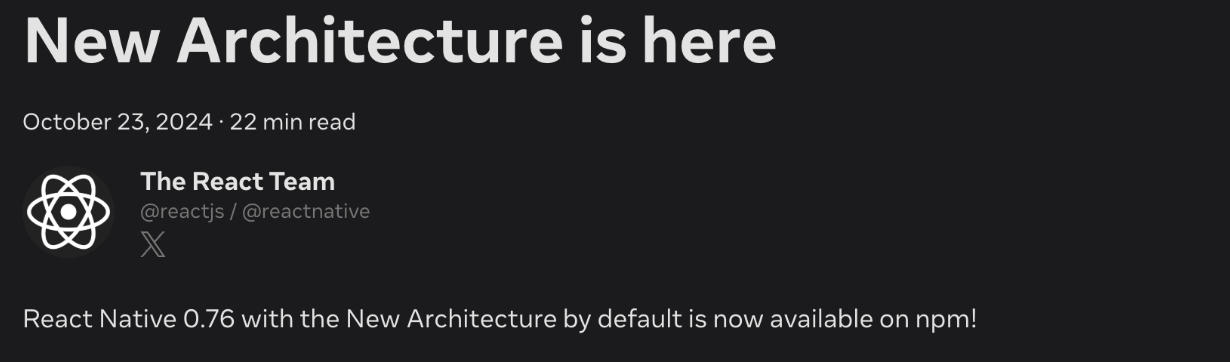 New Architecture is here
October 23, 2024 · 22 min read
The React Team
@reactjs / @reactnative
𝕏
React Native 0.76 with the New Architecture by default is now available on npm!